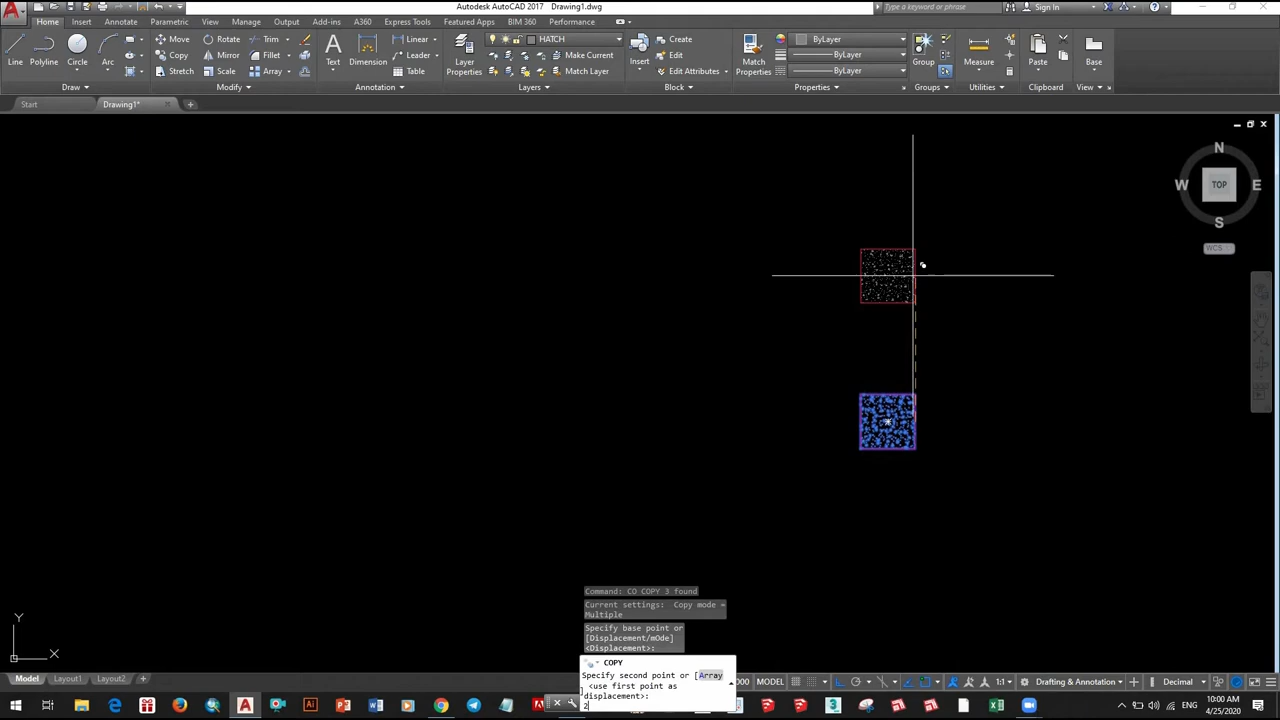 Autodesk AutoCAD 2017 Drawing1.dwg
Type a keyword or phrase
Sign In
Home Insert Annotate Parametric View Manage Output Add-ins A360 Express Tools Featured Apps BIM 360 Performance
Line Polyline Circle Arc
Move Rotate Trim
Copy Mirror Fillet
Stretch Scale Array
Text Dimension
Linear
Leader
Table
Layer Properties
HATCH
Make Current
Match Layer
Insert
Create
Edit
Edit Attributes
Match Properties
ByLayer
ByLayer
ByLayer
Group
Measure
Paste
Base
Draw Modify Annotation Layers Block Properties Groups Utilities Clipboard View
Start Drawing1*
N
W TOP E
S
WCS
Command: CO COPY 3 found
Current settings: Copy mode =
Multiple
Specify base point or
[Displacement/mOde]
<Displacement>:
COPY
Specify second point or [Array]
<use first point as
displacement>:
2
Y
X
Model Layout1 Layout2
MODEL
1:1
Drafting & Annotation
Decimal
10:00 AM
4/25/2020